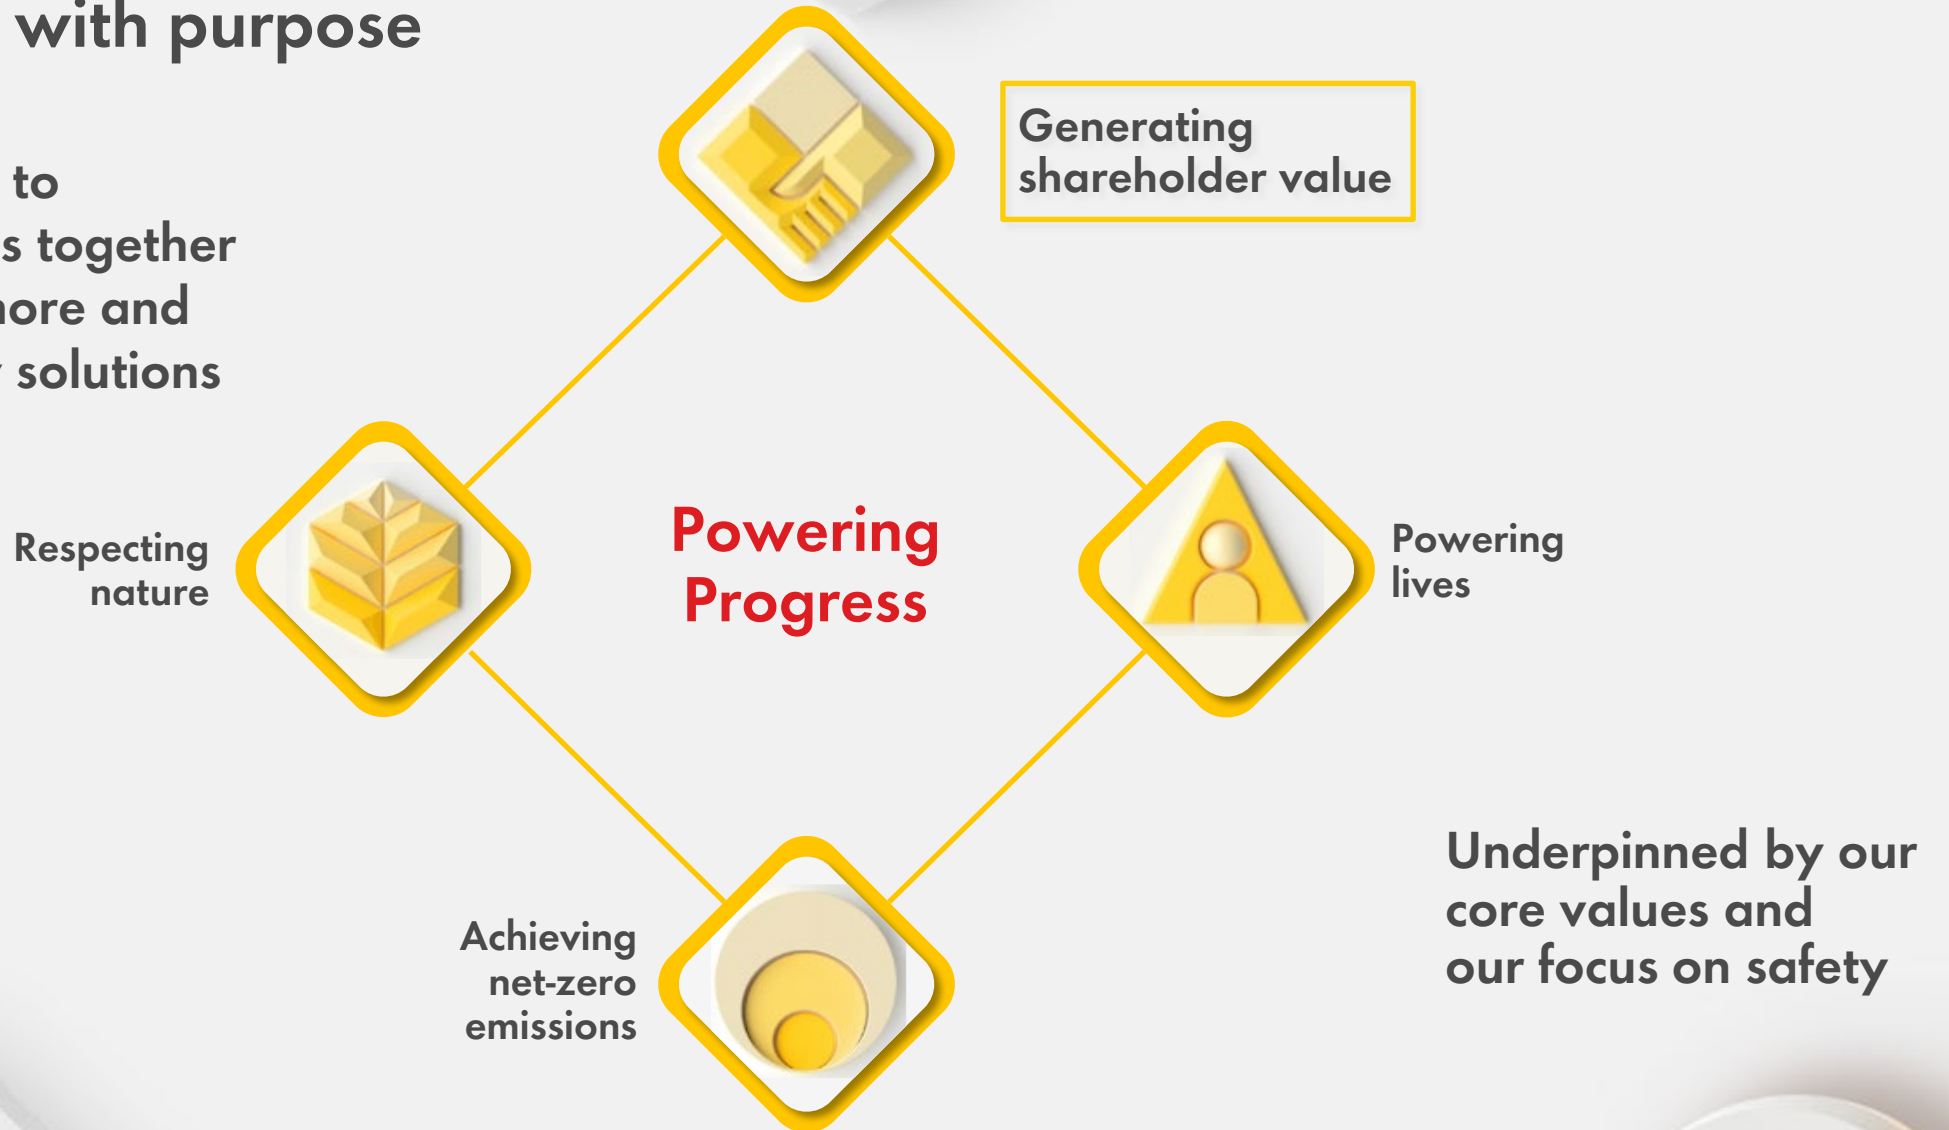 with purpose
to
s together
more and
solutions
Generating
shareholder value
Respecting
nature
Powering
Progress
Powering
lives
Achieving
net-zero
emissions
Underpinned by our
core values and
our focus on safety